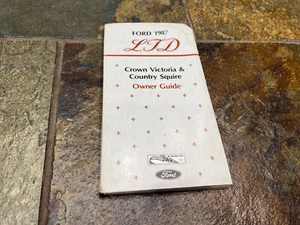 FORD 1987
LTD
Crown Victoria &
Country Squire
Owner Guide
Ford